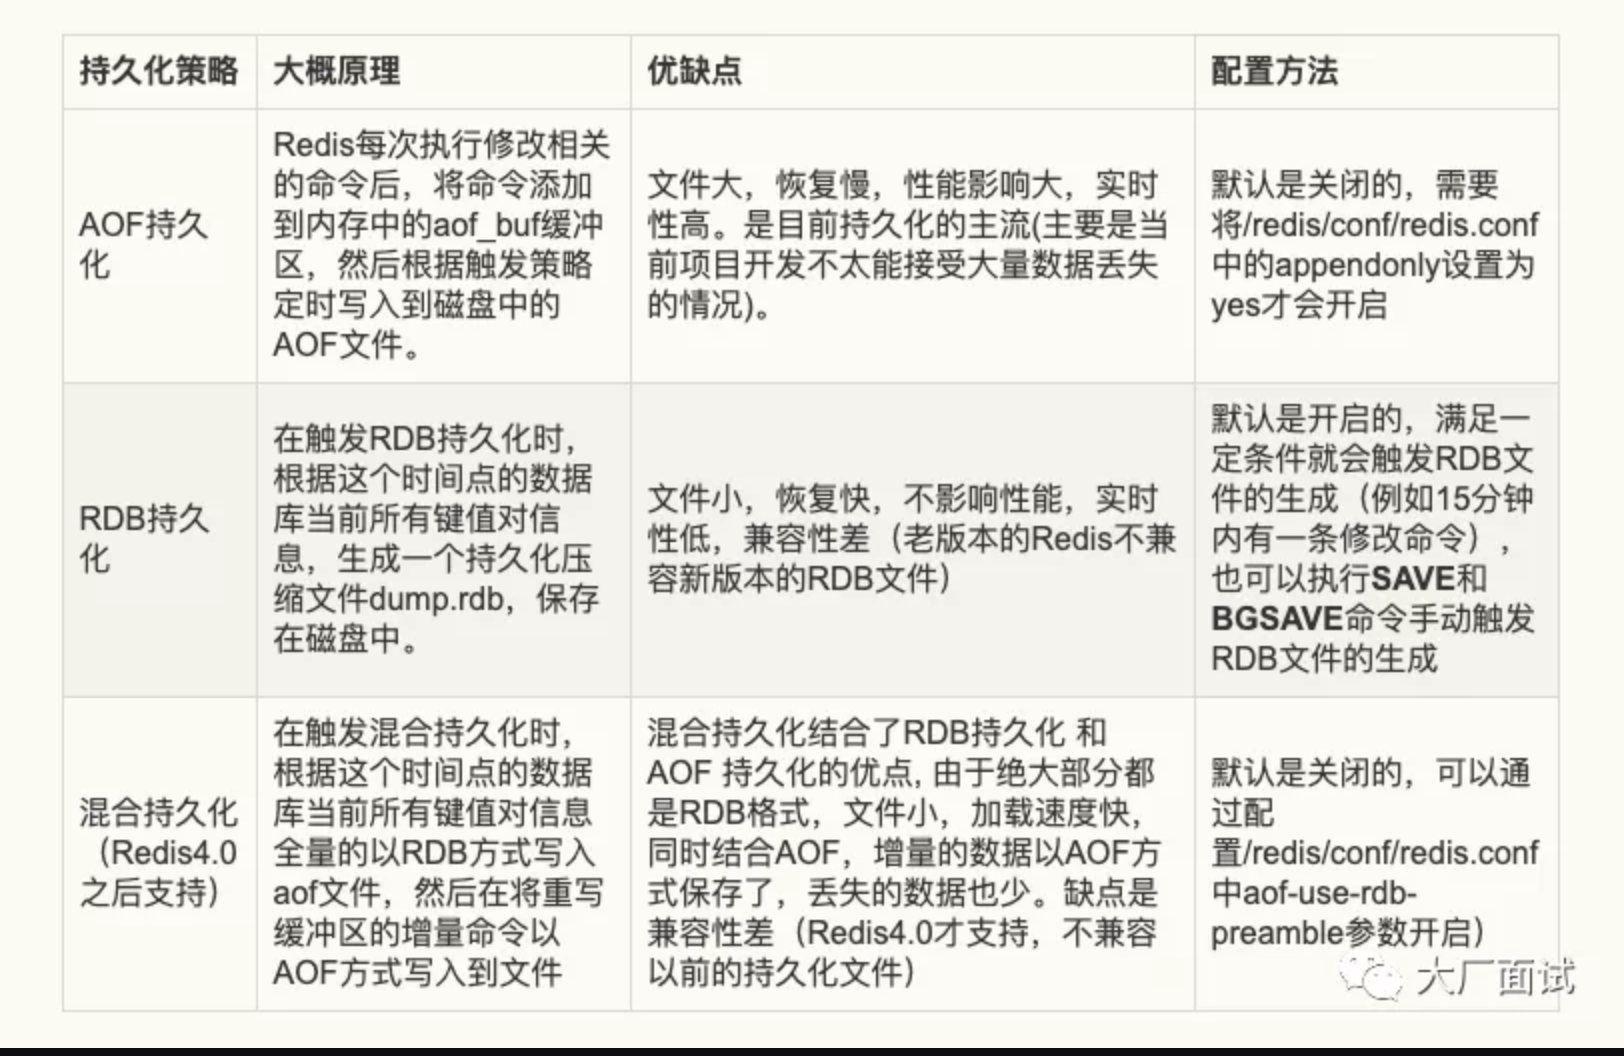 持久化策略
大概原理
优缺点
配置方法
AOF持久
化
Redis每次执行修改相关
的命令后，将命令添加
到内存中的aof_buf缓冲
区，然后根据触发策略
定时写入到磁盘中的
AOF文件。
文件大，恢复慢，性能影响大，实时
性高。是目前持久化的主流(主要是当
前项目开发不太能接受大量数据丢失
的情况)。
默认是关闭的，需要
将/redis/conf/redis.conf
中的appendonly设置为
yes才会开启
RDB持久
化
在触发RDB持久化时，
根据这个时间点的数据
库当前所有键值对信
息，生成一个持久化压
缩文件dump.rdb，保存
在磁盘中。
文件小，恢复快，不影响性能，实时
性低，兼容性差（老版本的Redis不兼
容新版本的RDB文件）
默认是开启的，满足一
定条件就会触发RDB文
件的生成（例如15分钟
内有一条修改命令），
也可以执行SAVE和
BGSAVE命令手动触发
RDB文件的生成
混合持久化
（Redis4.0
之后支持）
在触发混合持久化时，
根据这个时间点的数据
库当前所有键值对信息
全量的以RDB方式写入
aof文件，然后在将重写
缓冲区的增量命令以
AOF方式写入到文件
混合持久化结合了RDB持久化 和
AOF 持久化的优点, 由于绝大部分都
是RDB格式，文件小，加载速度快，
同时结合AOF，增量的数据以AOF方
式保存了，丢失的数据也少。缺点是
兼容性差（Redis4.0才支持，不兼容
以前的持久化文件）
默认是关闭的，可以通
过配
置/redis/conf/redis.conf
中aof-use-rdb-
preamble参数开启）
大厂面试